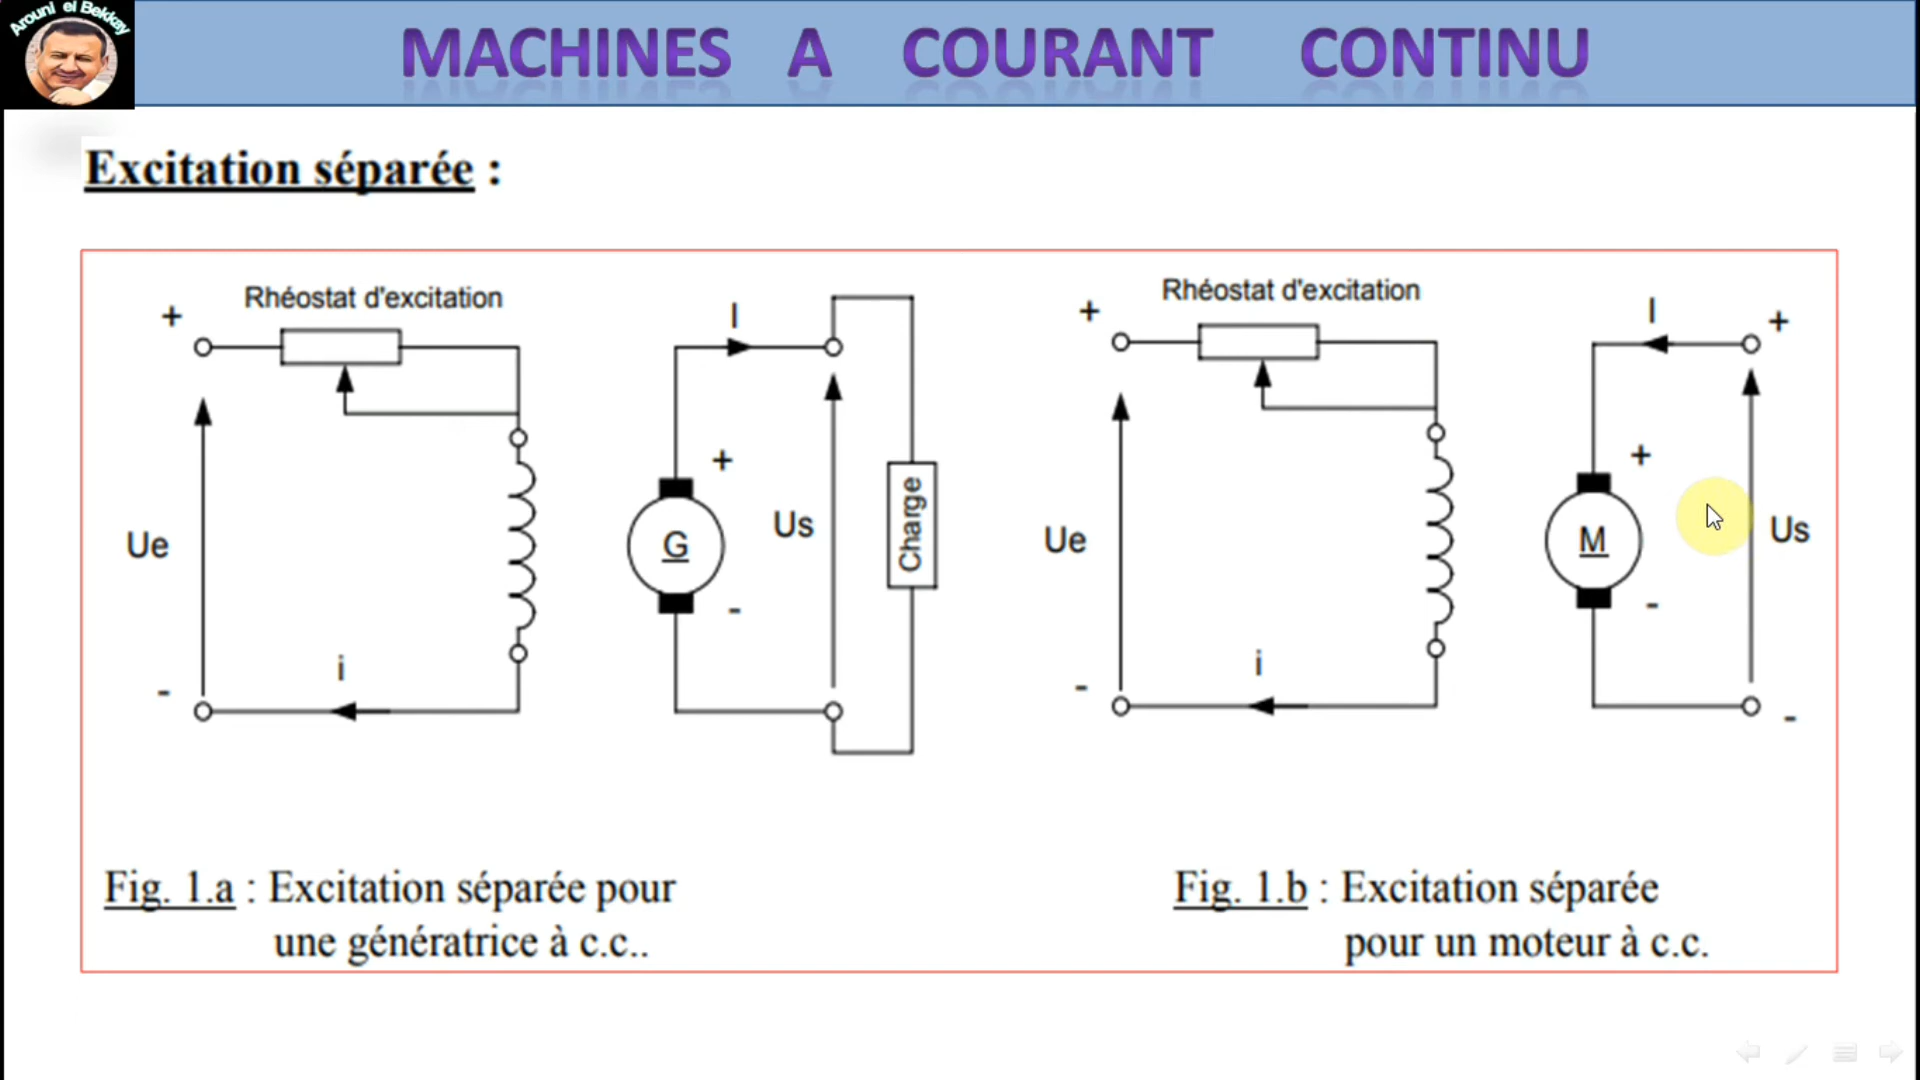 Arouni el Bekkay
MACHINES A COURANT CONTINU
Excitation séparée :
Rhéostat d'excitation
+
Ue
-
i
I
+
G
-
Us
Charge
Rhéostat d'excitation
+
Ue
-
i
I
+
+
M
-
Us
-
Fig. 1.a : Excitation séparée pour
une génératrice à c.c..
Fig. 1.b : Excitation séparée
pour un moteur à c.c.